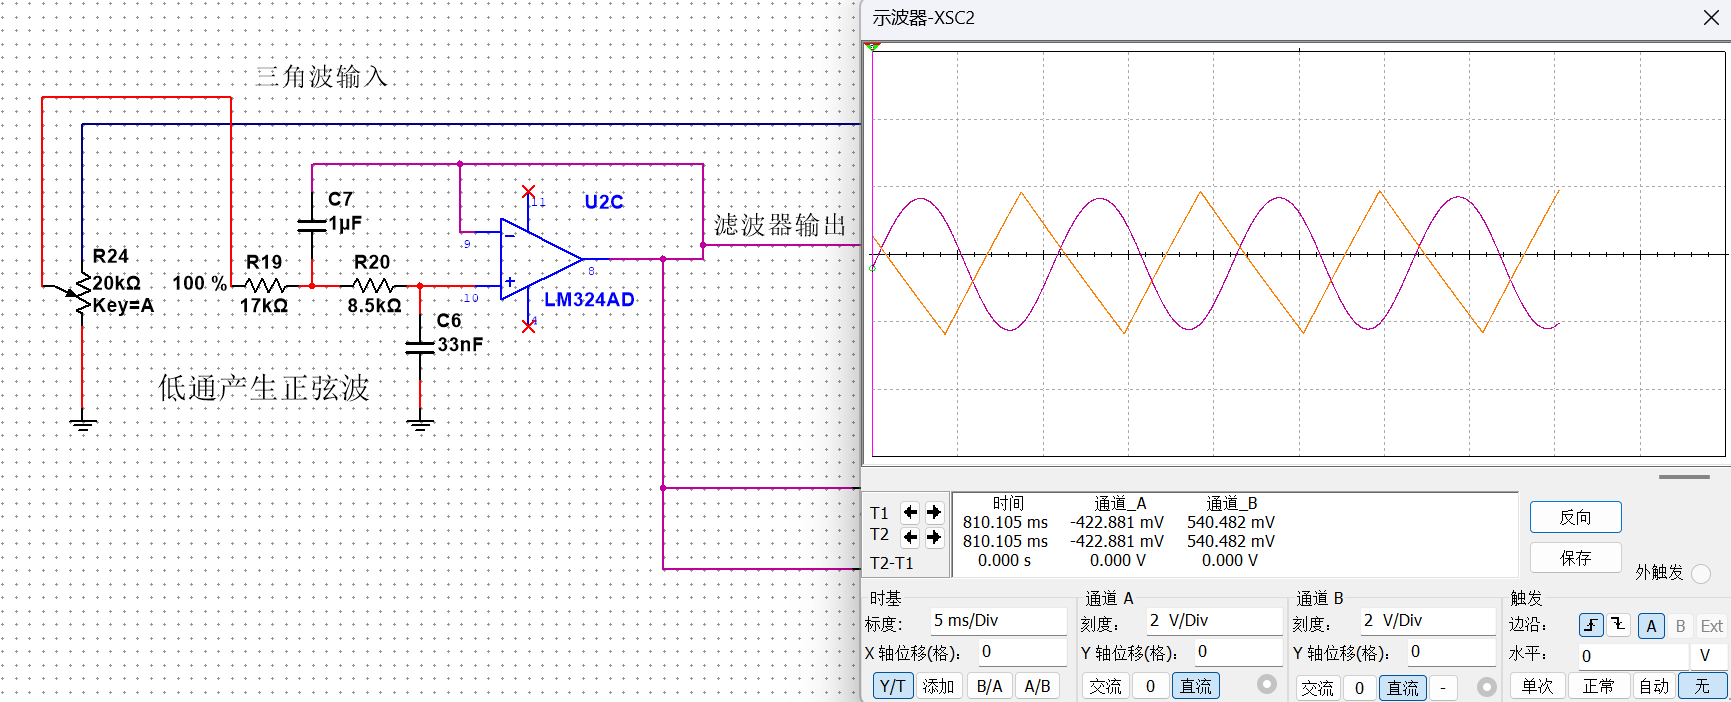 示波器-XSC2
三角波输入
C7
1µF
11
U2C
滤波器输出
9
8
10
4
LM324AD
R24
20kΩ
Key=A
100 %
R19
17kΩ
R20
8.5kΩ
C6
33nF
低通产生正弦波
时间 通道_A 通道_B
T1 810.105 ms -422.881 mV 540.482 mV
T2 810.105 ms -422.881 mV 540.482 mV
T2-T1 0.000 s 0.000 V 0.000 V
反向
保存
外触发
时基
标度: 5 ms/Div
X 轴位移(格): 0
Y/T 添加 B/A A/B
通道 A
刻度: 2 V/Div
Y 轴位移(格): 0
交流 0 直流
通道 B
刻度: 2 V/Div
Y 轴位移(格): 0
交流 0 直流 -
触发
边沿: A B Ext
水平: 0 V
单次 正常 自动 无